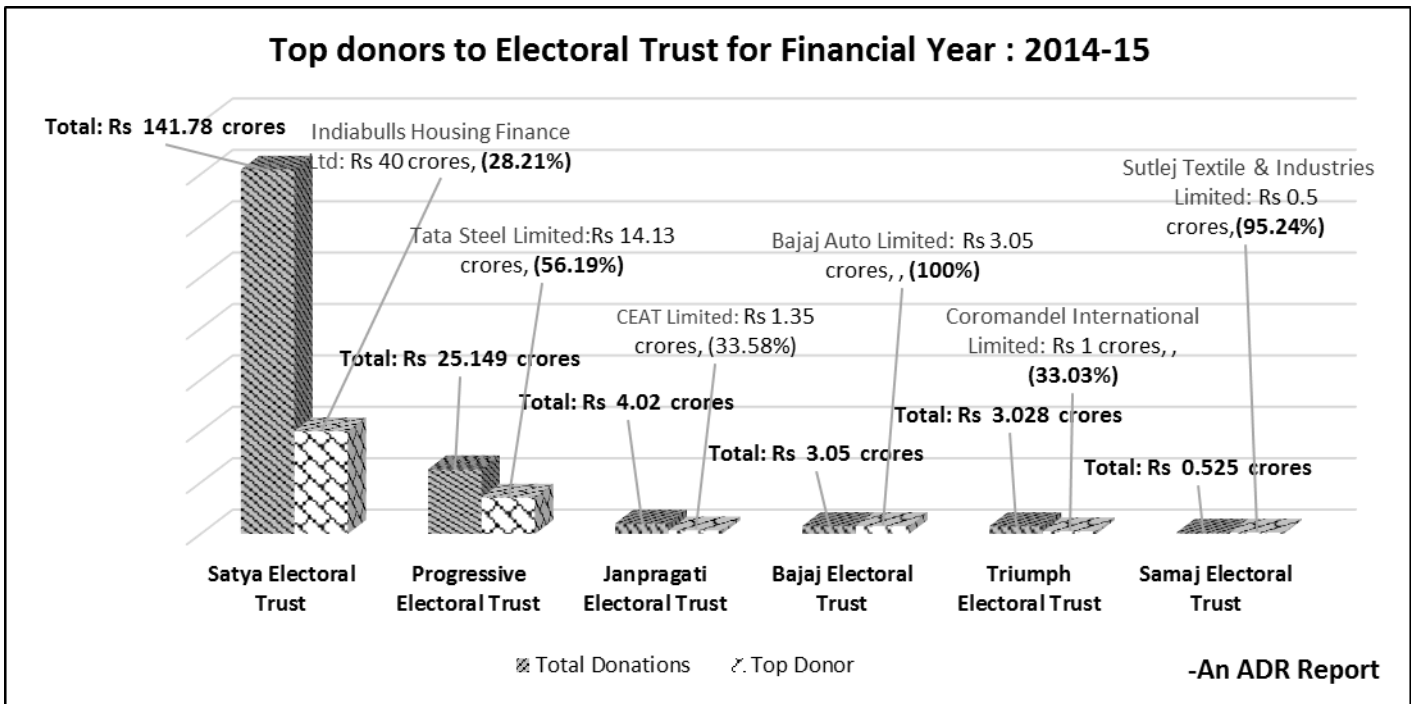 Top donors to Electoral Trust for Financial Year : 2014-15
Total: Rs 141.78 crores
Indiabulls Housing Finance
Ltd: Rs 40 crores, (28.21%)
Tata Steel Limited:Rs 14.13
crores, (56.19%)
Total: Rs 25.149 crores
CEAT Limited: Rs 1.35
crores, (33.58%)
Total: Rs 4.02 crores
Bajaj Auto Limited: Rs 3.05
crores, , (100%)
Total: Rs 3.05 crores
Coromandel International
Limited: Rs 1 crores, ,
(33.03%)
Total: Rs 3.028 crores
Sutlej Textile & Industries
Limited: Rs 0.5
crores,(95.24%)
Total: Rs 0.525 crores
Satya Electoral
Trust
Progressive
Electoral Trust
Janpragati
Electoral Trust
Bajaj Electoral
Trust
Triumph
Electoral Trust
Samaj Electoral
Trust
Total Donations
Top Donor
-An ADR Report